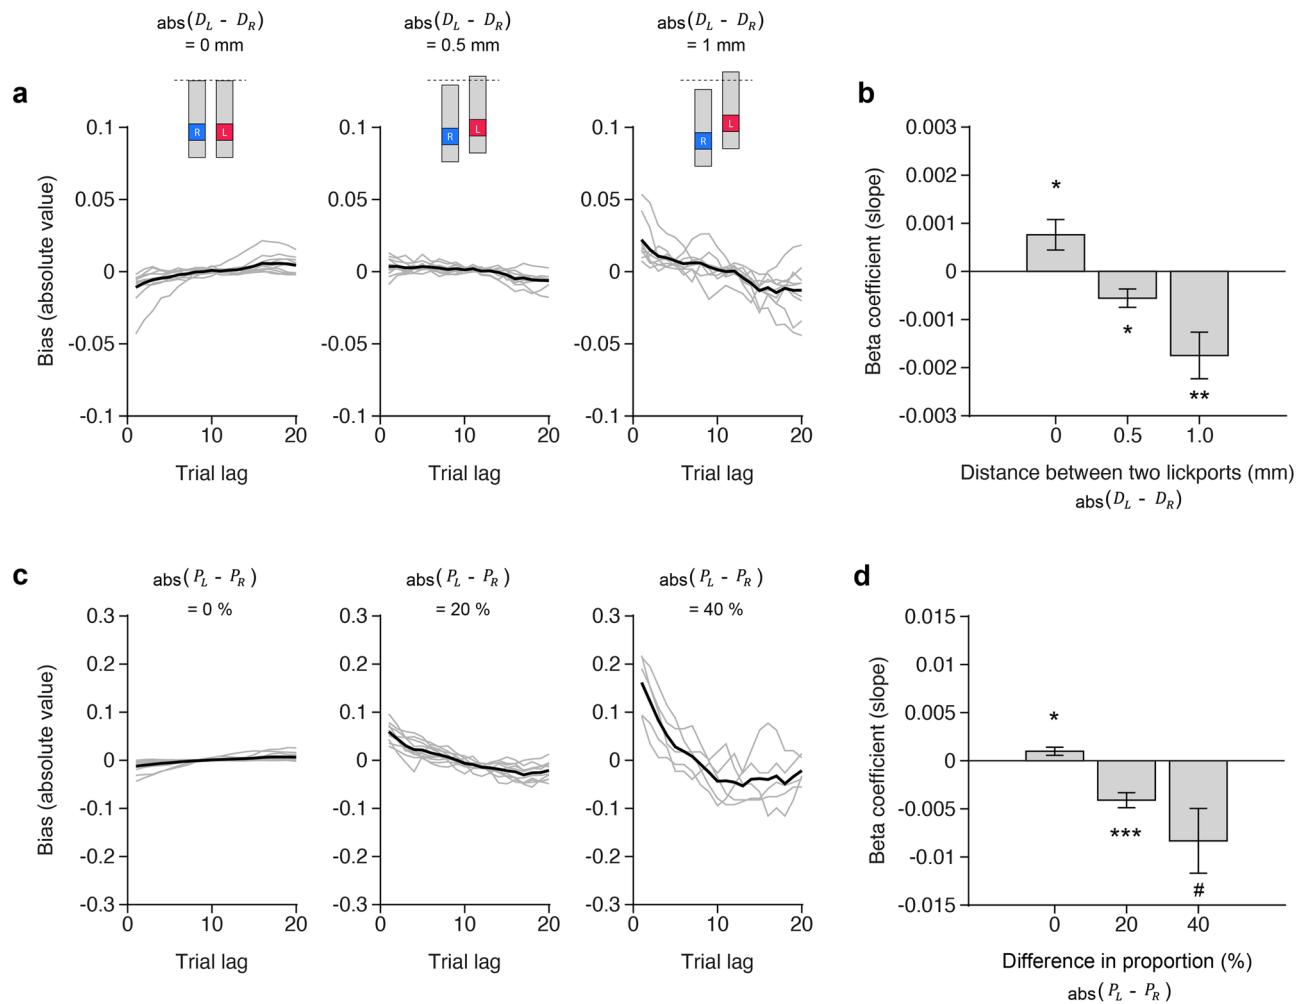 abs( D_L - D_R )
= 0 mm
abs( D_L - D_R )
= 0.5 mm
abs( D_L - D_R )
= 1 mm
a
R
L
R
L
R
L
Bias (absolute value)
0.1
0.05
0
-0.05
-0.1
0
10
20
Trial lag
0.1
0.05
0
-0.05
-0.1
0
10
20
Trial lag
0.1
0.05
0
-0.05
-0.1
0
10
20
Trial lag
b
Beta coefficient (slope)
0.003
0.002
0.001
0
-0.001
-0.002
-0.003
*
*
**
0
0.5
1.0
Distance between two lickports (mm)
abs( D_L - D_R )
c
abs( P_L - P_R )
= 0 %
abs( P_L - P_R )
= 20 %
abs( P_L - P_R )
= 40 %
Bias (absolute value)
0.3
0.2
0.1
0
-0.1
-0.2
-0.3
0
10
20
Trial lag
0.3
0.2
0.1
0
-0.1
-0.2
-0.3
0
10
20
Trial lag
0.3
0.2
0.1
0
-0.1
-0.2
-0.3
0
10
20
Trial lag
d
Beta coefficient (slope)
0.015
0.01
0.005
0
-0.005
-0.01
-0.015
*
***
#
0
20
40
Difference in proportion (%)
abs( P_L - P_R )